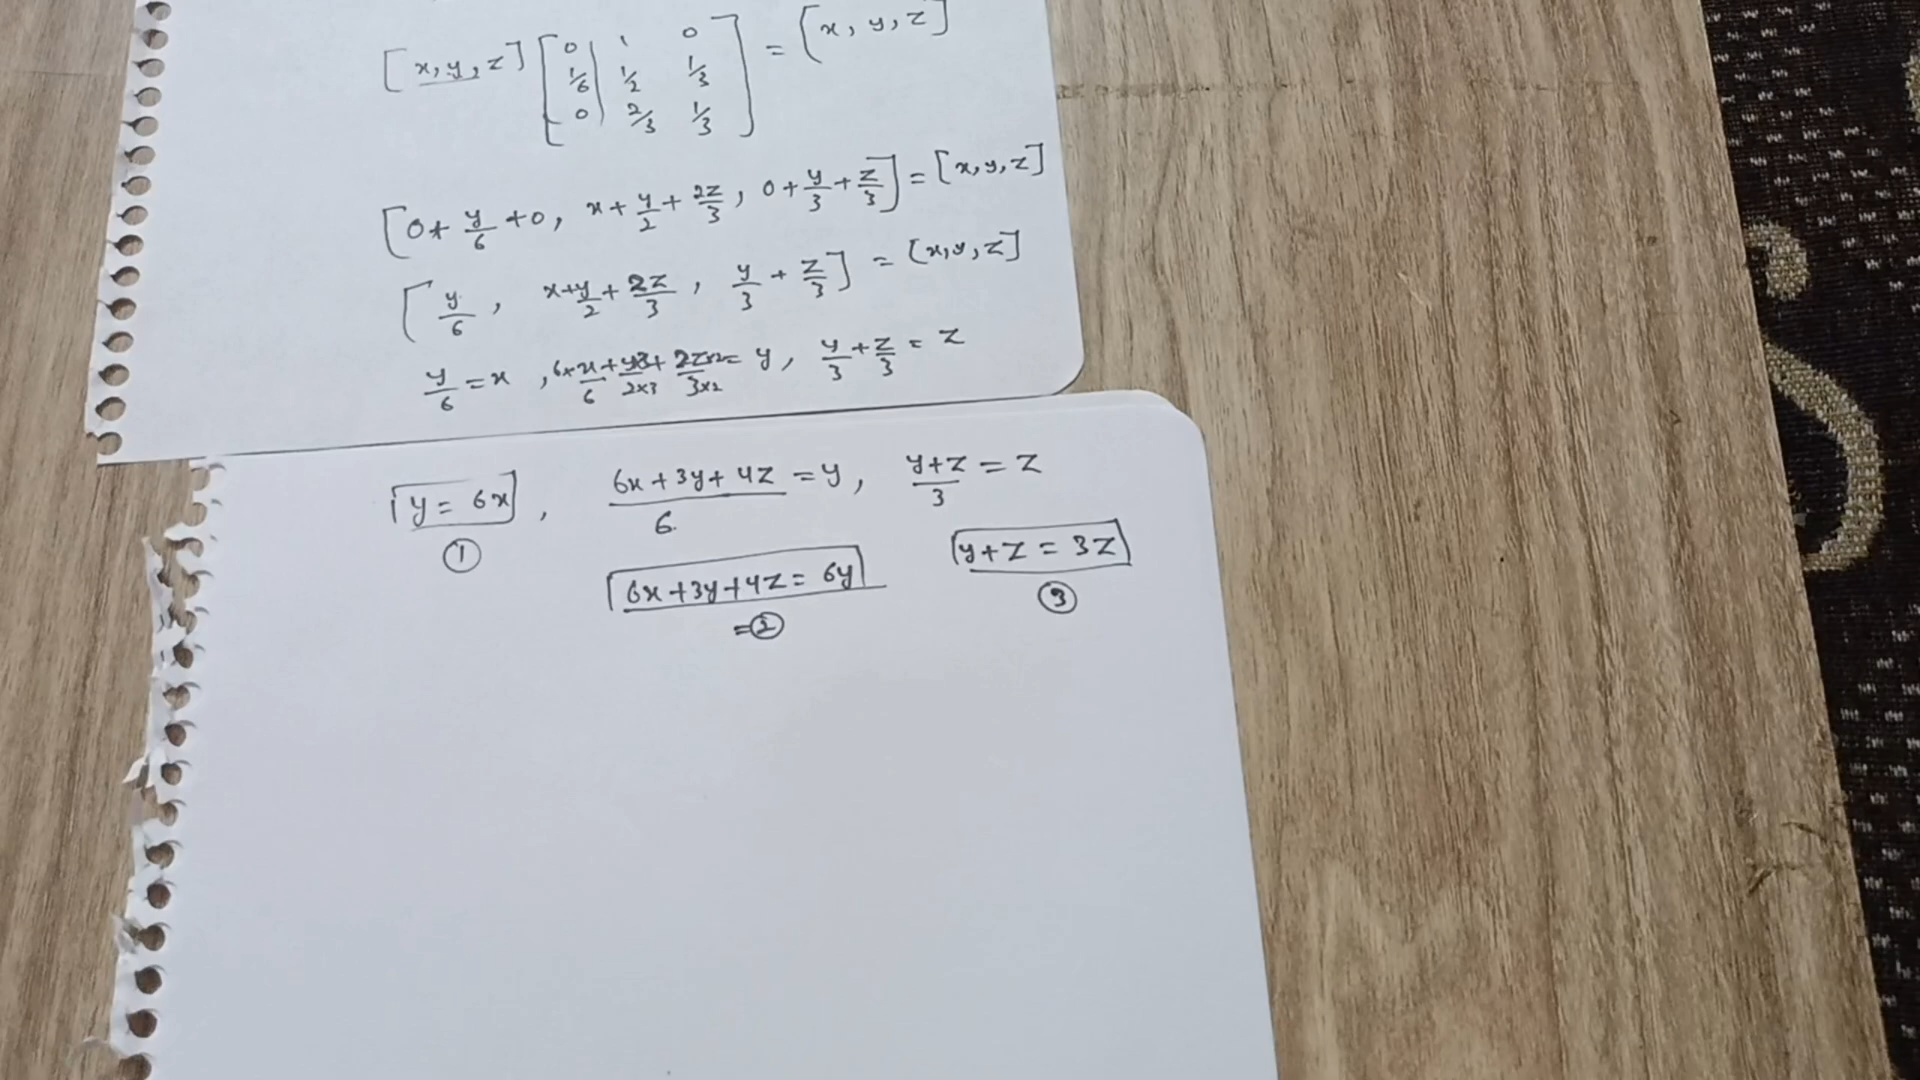 [x, y, z] [0 1 0
1/6 1/2 1/3
0 2/3 1/3] = [x, y, z]
[0+ y/6 +0, x+ y/2 + 2z/3, 0+ y/3 + z/3] = [x, y, z]
[y/6, x+ y/2 + 2z/3, y/3 + z/3] = [x, y, z]
y/6 = x, 6×x/6 + y3/2×3 + 2z×2/3×2 = y, y/3 + z/3 = z
y = 6x, 6x+3y+4z/6 = y, y+z/3 = z
① 6x+3y+4z = 6y y+z = 3z
=② ③